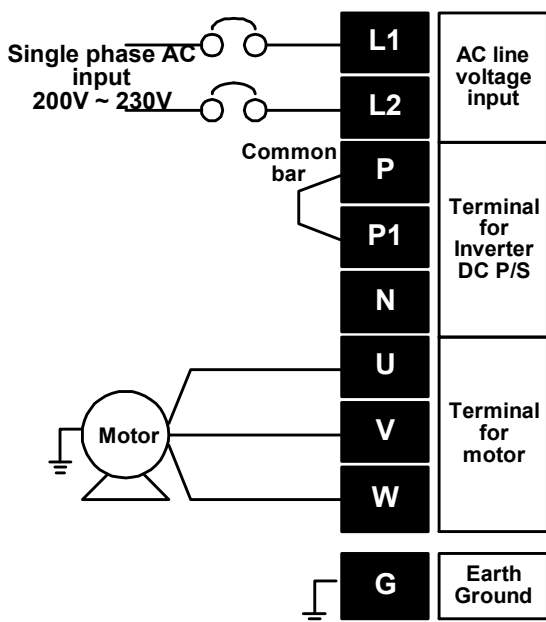 Single phase AC
input
200V ~ 230V
L1
L2
AC line
voltage
input
Common
bar
P
P1
N
Terminal
for
Inverter
DC P/S
Motor
U
V
W
Terminal
for
motor
G
Earth
Ground